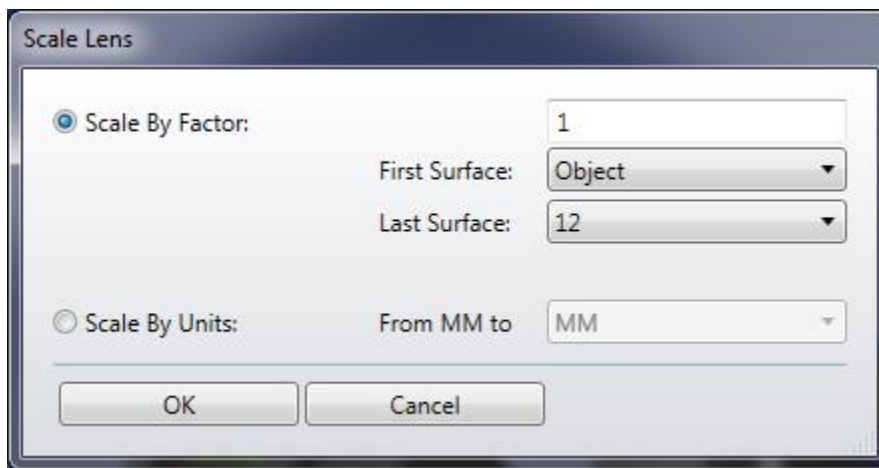 Scale Lens
Scale By Factor: 1
First Surface: Object
Last Surface: 12
Scale By Units: From MM to MM
OK Cancel